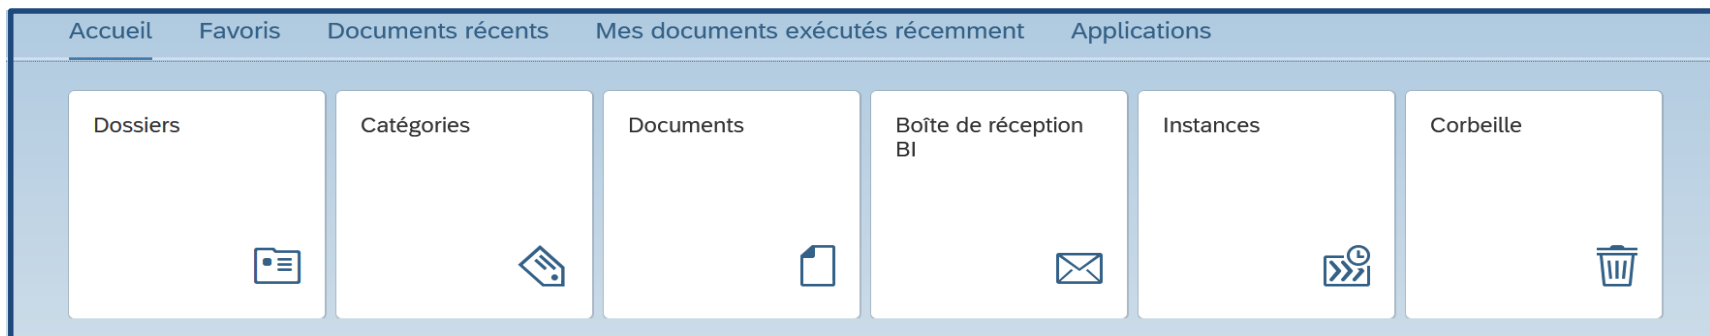 Accueil Favoris Documents récents Mes documents exécutés récemment Applications
Dossiers Catégories Documents Boîte de réception BI Instances Corbeille